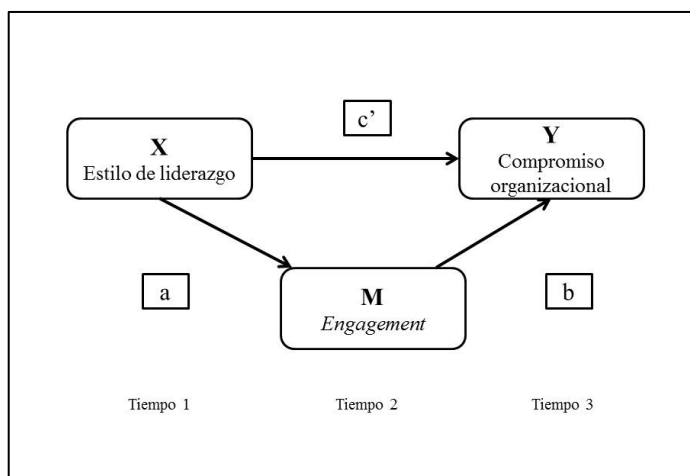 c’
X
Estilo de liderazgo
Y
Compromiso
organizacional
a
M
Engagement
b
Tiempo 1
Tiempo 2
Tiempo 3